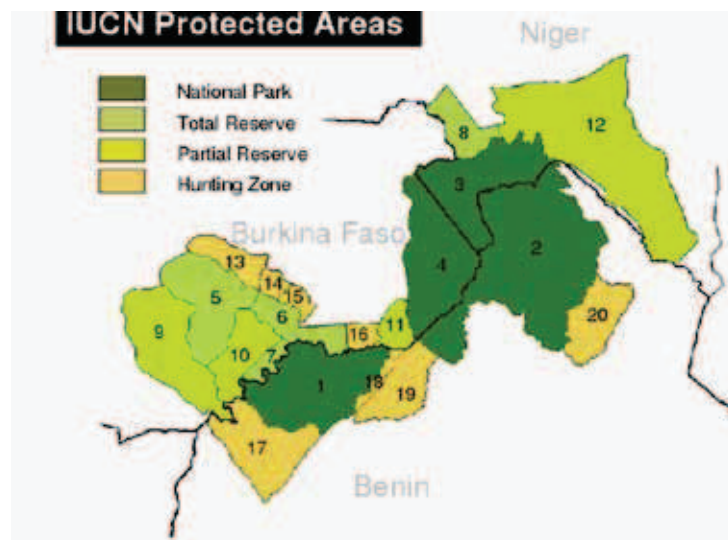 IUCN Protected Areas
Niger
National Park
Total Reserve
Partial Reserve
Hunting Zone
Burkina Faso
Benin
12
8
3
2
4
13
14
15
5
6
9
10
7
16
11
20
1
18
19
17